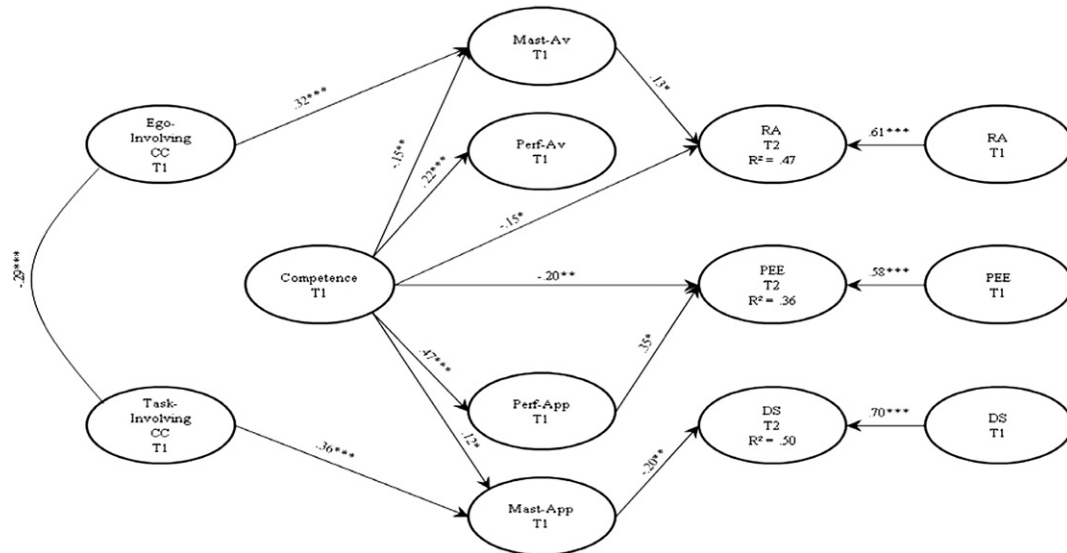 Mast-Av
T1
.32***
.13*
Ego-
Involving
CC
T1
-.15**
Perf-Av
T1
RA
T2
R² = .47
.61***
RA
T1
.22***
-.15*
-.29***
Competence
T1
-.20**
PEE
T2
R² = .36
.58***
PEE
T1
.47***
.35*
Task-
Involving
CC
T1
Perf-App
T1
.12*
DS
T2
R² = .50
.70***
DS
T1
.36***
-.20**
Mast-App
T1